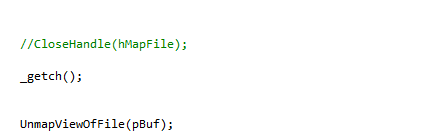 //CloseHandle(hMapFile);
_getch();
UnmapViewOfFile(pBuf);